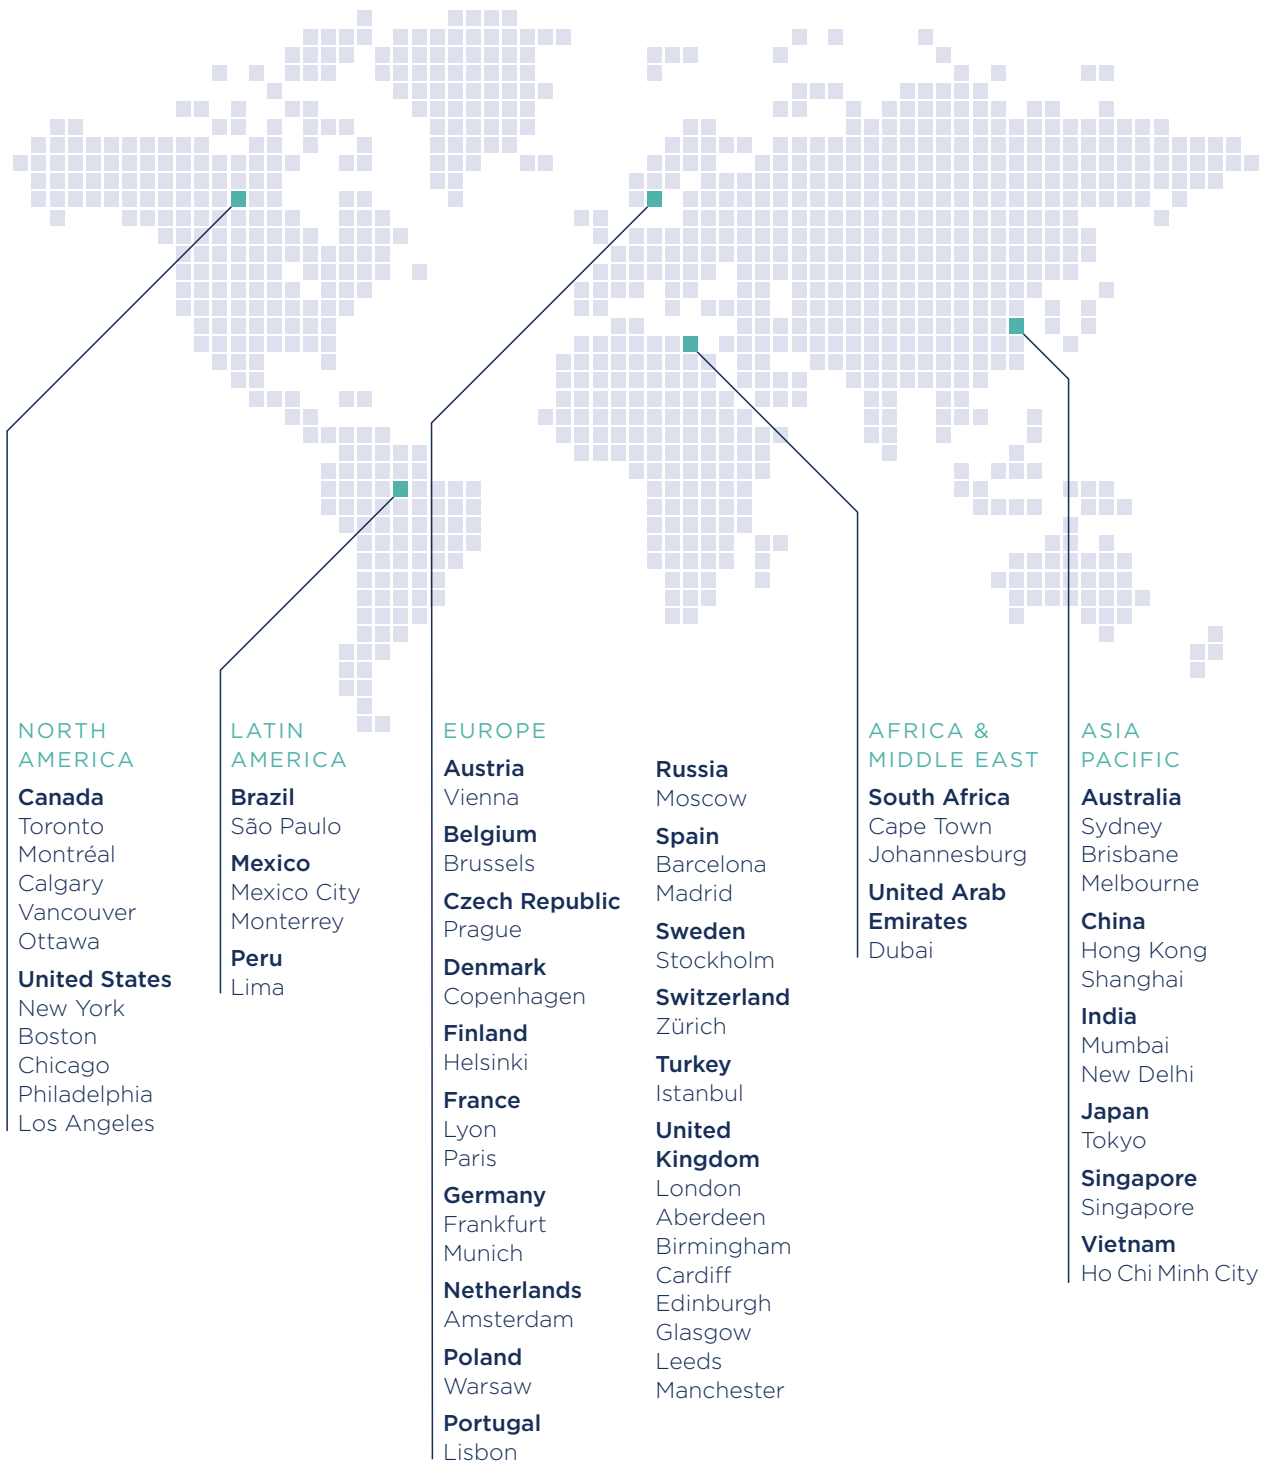 NORTH
AMERICA
Canada
Toronto
Montréal
Calgary
Vancouver
Ottawa
United States
New York
Boston
Chicago
Philadelphia
Los Angeles
LATIN
AMERICA
Brazil
São Paulo
Mexico
Mexico City
Monterrey
Peru
Lima
EUROPE
Austria
Vienna
Belgium
Brussels
Czech Republic
Prague
Denmark
Copenhagen
Finland
Helsinki
France
Lyon
Paris
Germany
Frankfurt
Munich
Netherlands
Amsterdam
Poland
Warsaw
Portugal
Lisbon
Russia
Moscow
Spain
Barcelona
Madrid
Sweden
Stockholm
Switzerland
Zürich
Turkey
Istanbul
United
Kingdom
London
Aberdeen
Birmingham
Cardiff
Edinburgh
Glasgow
Leeds
Manchester
AFRICA &
MIDDLE EAST
South Africa
Cape Town
Johannesburg
United Arab
Emirates
Dubai
ASIA
PACIFIC
Australia
Sydney
Brisbane
Melbourne
China
Hong Kong
Shanghai
India
Mumbai
New Delhi
Japan
Tokyo
Singapore
Singapore
Vietnam
Ho Chi Minh City